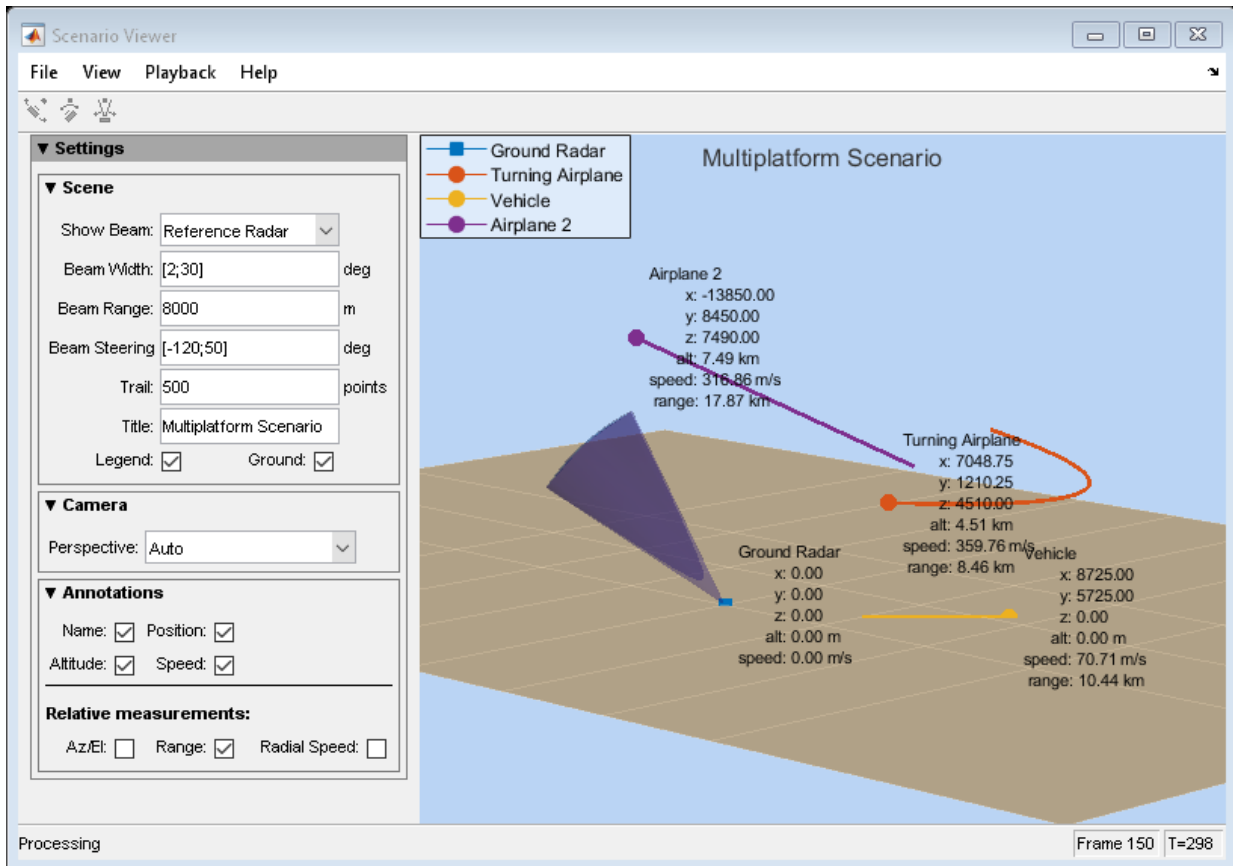 Scenario Viewer
File View Playback Help
▼ Settings
▼ Scene
Show Beam: Reference Radar
Beam Width: [2;30] deg
Beam Range: 8000 m
Beam Steering [-120;50] deg
Trail: 500 points
Title: Multiplatform Scenario
Legend: Ground:
▼ Camera
Perspective: Auto
▼ Annotations
Name: Position:
Altitude: Speed:
Relative measurements:
Az/El: Range: Radial Speed:
Ground Radar
Turning Airplane
Vehicle
Airplane 2
Multiplatform Scenario
Airplane 2
x: -13850.00
y: 8450.00
z: 7490.00
alt: 7.49 km
speed: 316.86 m/s
range: 17.87 km
Turning Airplane
x: 7048.75
y: 1210.25
z: 4510.00
alt: 4.51 km
speed: 359.76 m/s
range: 8.46 km
Ground Radar
x: 0.00
y: 0.00
z: 0.00
alt: 0.00 m
speed: 0.00 m/s
Vehicle
x: 8725.00
y: 5725.00
z: 0.00
alt: 0.00 m
speed: 70.71 m/s
range: 10.44 km
Processing
Frame 150 T=298